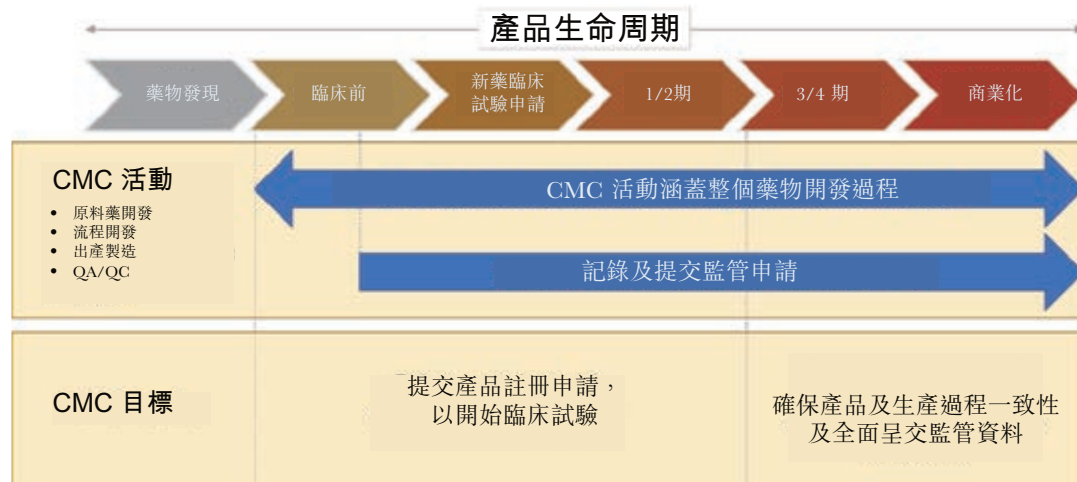 產品生命周期
藥物發現
臨床前
新藥臨床
試驗申請
1/2期
3/4 期
商業化
CMC 活動
• 原料藥開發
• 流程開發
• 出產製造
• QA/QC
CMC 活動涵蓋整個藥物開發過程
記錄及提交監管申請
CMC 目標
提交產品註冊申請，
以開始臨床試驗
確保產品及生產過程一致性
及全面呈交監管資料